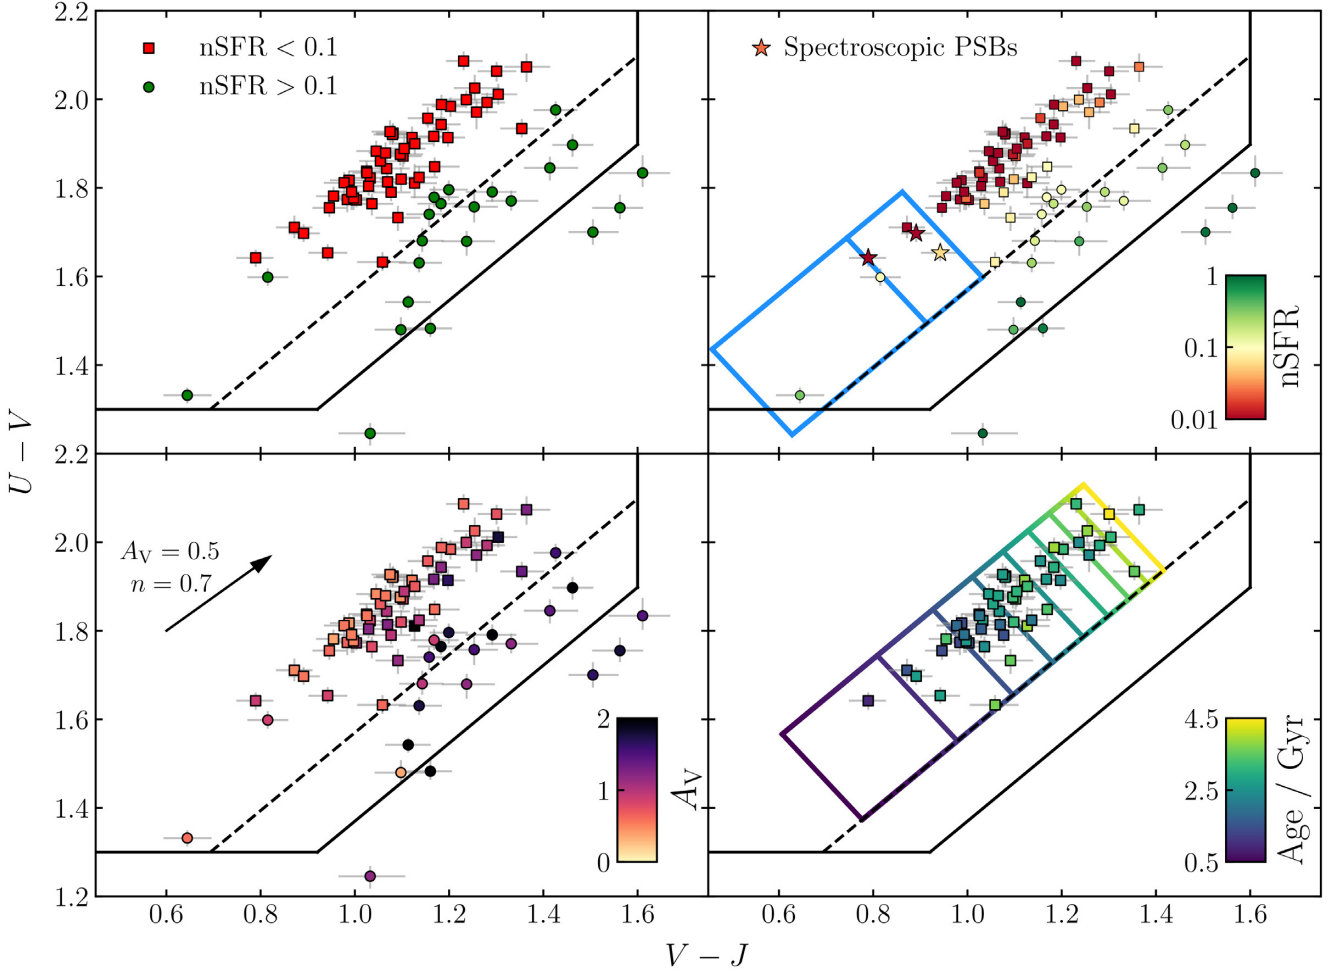 2.2
2.0
1.8
1.6
1.4
nSFR < 0.1
nSFR > 0.1
Spectroscopic PSBs
1
0.1
0.01
nSFR
U − V
2.2
2.0
1.8
1.6
1.4
1.2
A_V = 0.5
n = 0.7
2
1
0
A_V
4.5
2.5
0.5
Age / Gyr
0.6 0.8 1.0 1.2 1.4 1.6
0.6 0.8 1.0 1.2 1.4 1.6
V − J